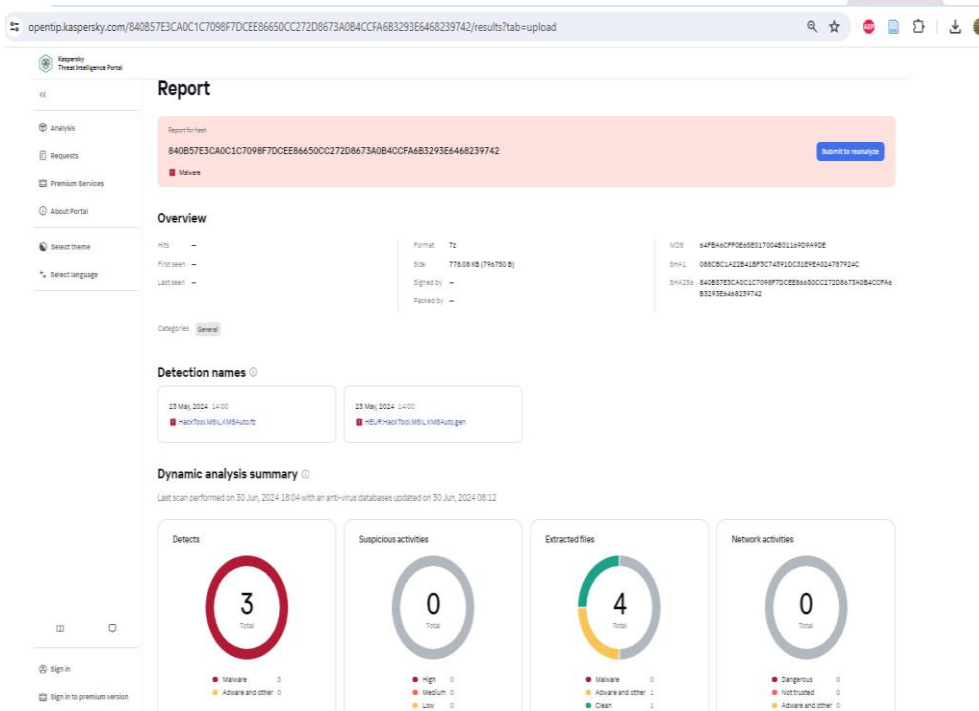 opentip.kaspersky.com/840B57E3CA0C1C7098F7DCEE86650CC272D8673A0B4CCFA6B3293E6468239742/results?tab=upload
ABP
Kaspersky
Threat Intelligence Portal
Analysis
Requests
Premium Services
About Portal
Select theme
Select language
Sign in
Sign in to premium version
Report
Report for hash
840B57E3CA0C1C7098F7DCEE86650CC272D8673A0B4CCFA6B3293E6468239742
Malware
Submit to reanalyze
Overview
Hits —
First seen —
Last seen —
Format 7z
Size 778.08 KB (796750 B)
Signed by —
Packed by —
MD5 64FBA6CFF0E65E017004B01169D9A9DE
SHA1 088CBC1A22B41BF3C74391DC31E9EA024787924C
SHA256 840B57E3CA0C1C7098F7DCEE86650CC272D8673A0B4CCFA6
B3293E6468239742
Categories General
Detection names
23 May, 2024 14:00
HackTool.MSIL.KMSAuto.fz
23 May, 2024 14:00
HEUR:HackTool.MSIL.KMSAuto.gen
Dynamic analysis summary
Last scan performed on 30 Jun, 2024 18:04 with an anti-virus databases updated on 30 Jun, 2024 08:12
Detects
3
Total
Malware 3
Adware and other 0
Suspicious activities
0
Total
High 0
Medium 0
Low 0
Extracted files
4
Total
Malware 0
Adware and other 1
Clean 1
Network activities
0
Total
Dangerous 0
Not trusted 0
Adware and other 0